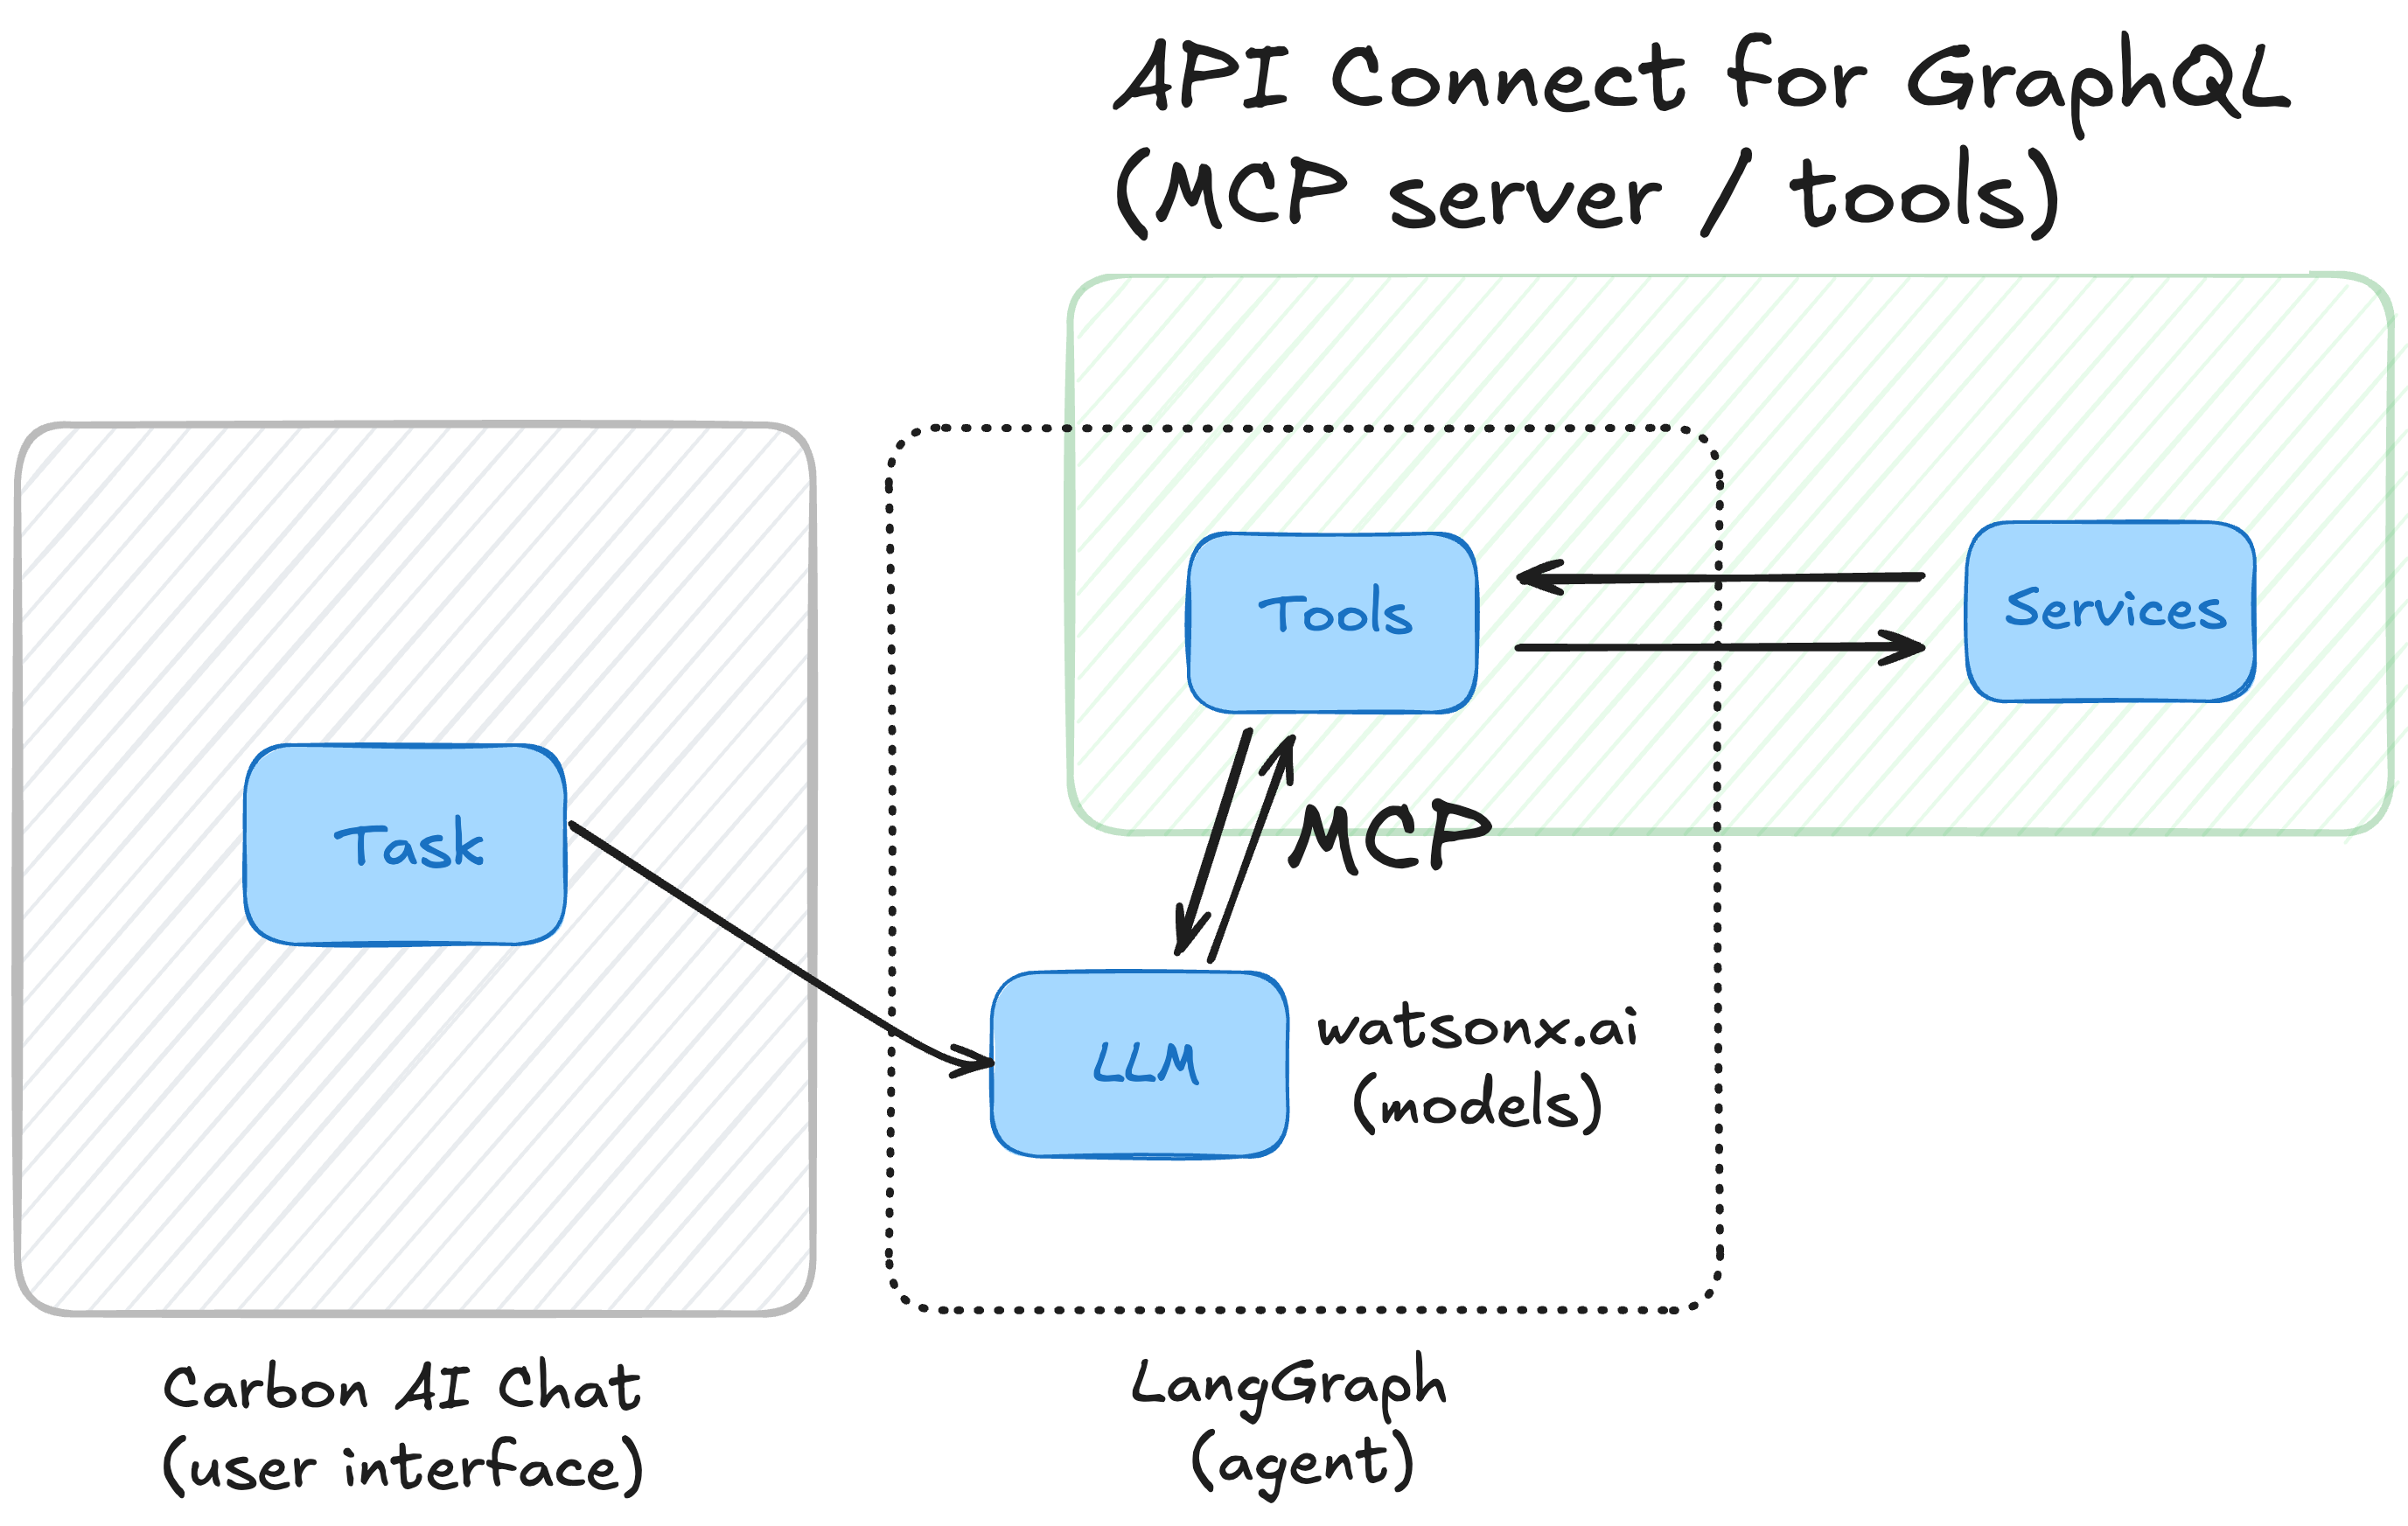 API Connect for GraphQL
(MCP server / tools)
Tools
Services
Task
MCP
LLM
watsonx.ai
(models)
Carbon AI Chat
(user interface)
LangGraph
(agent)